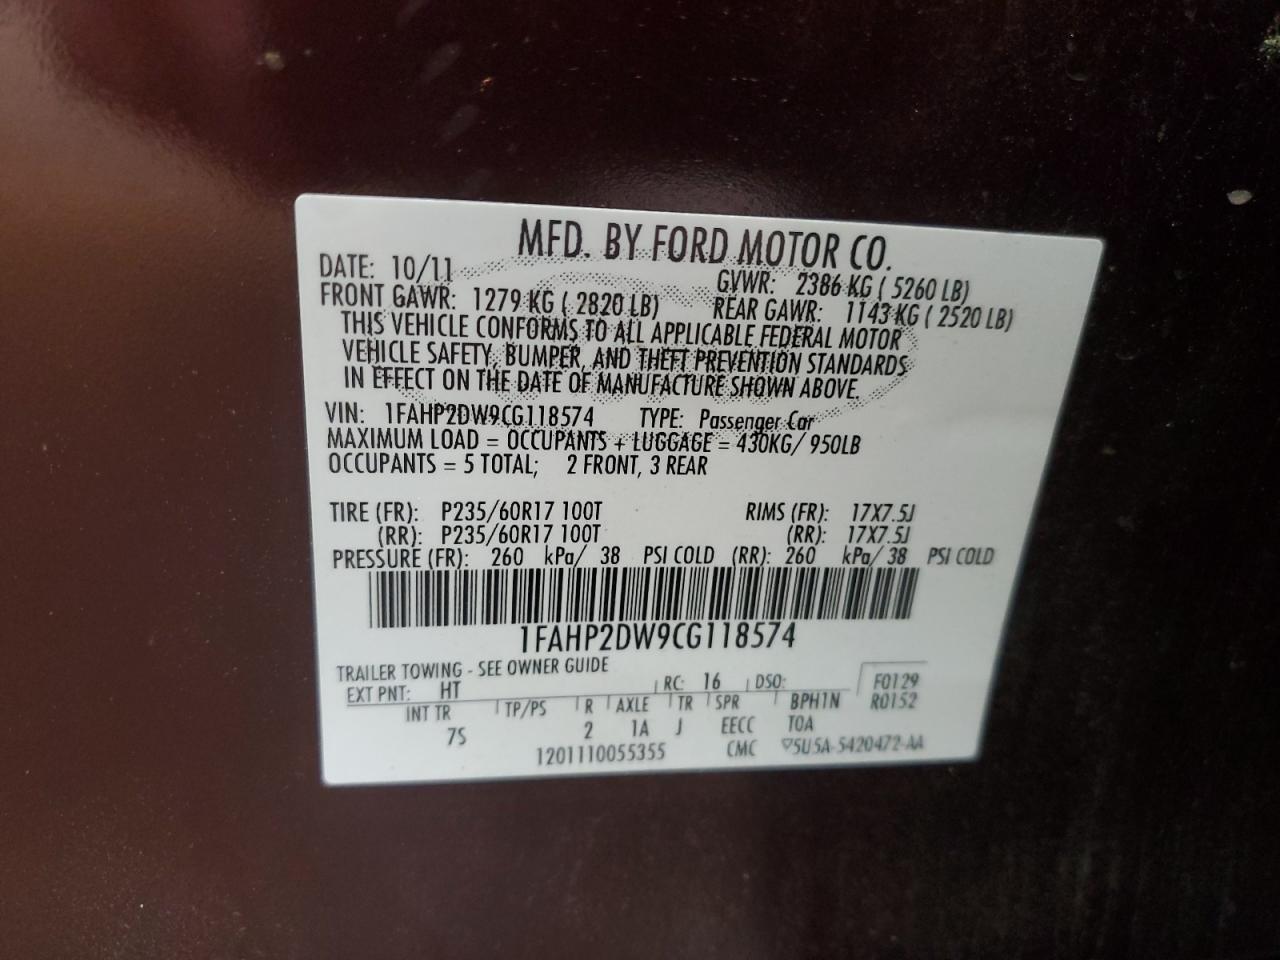 MFD. BY FORD MOTOR CO.
DATE: 10/11 GVWR: 2386 KG ( 5260 LB)
FRONT GAWR: 1279 KG ( 2820 LB) REAR GAWR: 1143 KG ( 2520 LB)
THIS VEHICLE CONFORMS TO ALL APPLICABLE FEDERAL MOTOR
VEHICLE SAFETY, BUMPER, AND THEFT PREVENTION STANDARDS
IN EFFECT ON THE DATE OF MANUFACTURE SHOWN ABOVE.
VIN: 1FAHP2DW9CG118574 TYPE: Passenger Car
MAXIMUM LOAD = OCCUPANTS + LUGGAGE = 430KG/ 950LB
OCCUPANTS = 5 TOTAL; 2 FRONT, 3 REAR
TIRE (FR): P235/60R17 100T RIMS (FR): 17X7.5J
(RR): P235/60R17 100T (RR): 17X7.5J
PRESSURE (FR): 260 kPa/ 38 PSI COLD (RR): 260 kPa/ 38 PSI COLD
1FAHP2DW9CG118574
TRAILER TOWING - SEE OWNER GUIDE
EXT PNT: HT RC: 16 DSO: F0129
INT TR TP/PS R AXLE TR SPR BPH1N R0152
7S 2 1A J EECC TOA
1201110055355 CMC ▽5U5A-5420472-AA